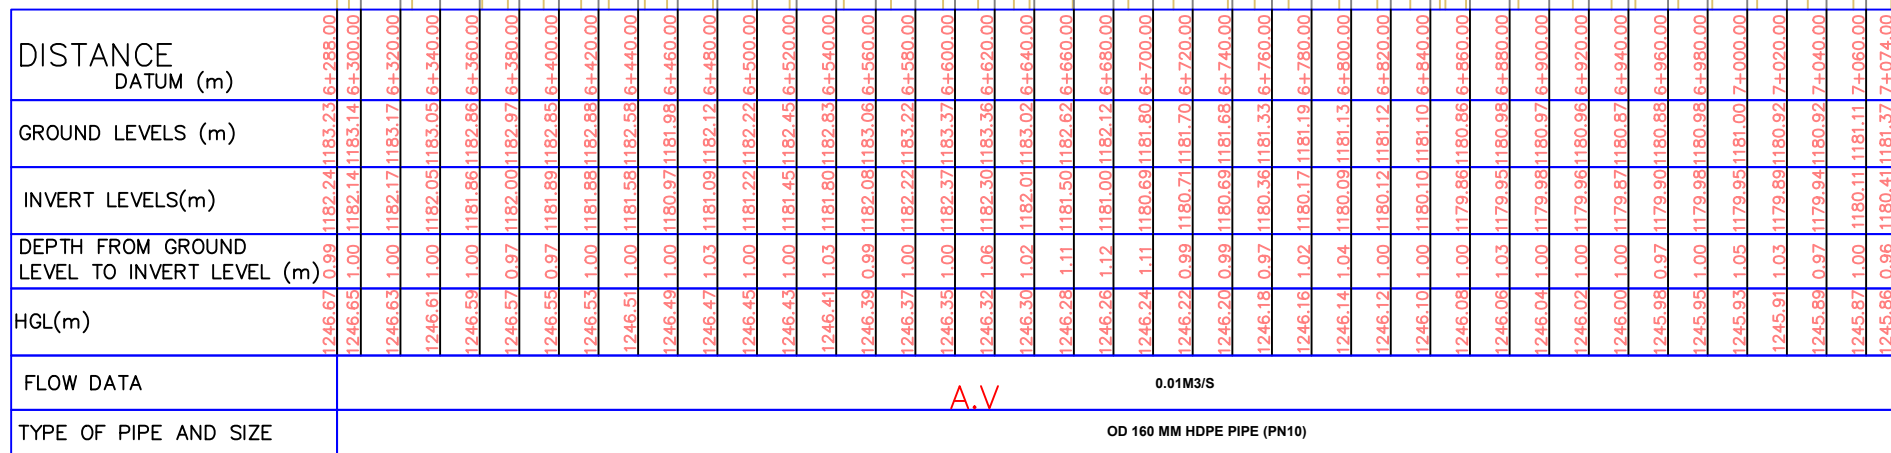 DISTANCE
DATUM (m)
6+288.00 6+300.00 6+320.00 6+340.00 6+360.00 6+380.00 6+400.00 6+420.00 6+440.00 6+460.00 6+480.00 6+500.00 6+520.00 6+540.00 6+560.00 6+580.00 6+600.00 6+620.00 6+640.00 6+660.00 6+680.00 6+700.00 6+720.00 6+740.00 6+760.00 6+780.00 6+800.00 6+820.00 6+840.00 6+860.00 6+880.00 6+900.00 6+920.00 6+940.00 6+960.00 6+980.00 7+000.00 7+020.00 7+040.00 7+060.00 7+074.00
GROUND LEVELS (m)
1183.23 1183.14 1183.17 1183.05 1182.86 1182.97 1182.85 1182.88 1182.58 1181.98 1182.12 1182.22 1182.45 1182.83 1183.06 1183.22 1183.37 1183.36 1183.02 1182.62 1182.12 1181.80 1181.70 1181.68 1181.33 1181.19 1181.13 1181.12 1181.10 1180.86 1180.98 1180.97 1180.96 1180.87 1180.88 1180.98 1181.00 1180.92 1180.92 1181.11 1181.37
INVERT LEVELS(m)
1182.24 1182.14 1182.17 1182.05 1181.86 1182.00 1181.89 1181.88 1181.58 1180.97 1181.09 1181.22 1181.45 1181.80 1182.08 1182.22 1182.37 1182.30 1182.01 1181.50 1181.00 1180.69 1180.71 1180.69 1180.36 1180.17 1180.09 1180.12 1180.10 1179.86 1179.95 1179.98 1179.96 1179.87 1179.90 1179.98 1179.95 1179.89 1179.94 1180.11 1180.41
DEPTH FROM GROUND
LEVEL TO INVERT LEVEL (m)
0.99 1.00 1.00 1.00 1.00 0.97 0.97 1.00 1.00 1.00 1.03 1.00 1.00 1.03 0.99 1.00 1.00 1.06 1.02 1.11 1.12 1.11 0.99 0.99 0.97 1.02 1.04 1.00 1.00 1.00 1.03 1.00 1.00 1.00 0.97 1.00 1.05 1.03 0.97 1.00 0.96
HGL(m)
1246.67 1246.65 1246.63 1246.61 1246.59 1246.57 1246.55 1246.53 1246.51 1246.49 1246.47 1246.45 1246.43 1246.41 1246.39 1246.37 1246.35 1246.32 1246.30 1246.28 1246.26 1246.24 1246.22 1246.20 1246.18 1246.16 1246.14 1246.12 1246.10 1246.08 1246.06 1246.04 1246.02 1246.00 1245.98 1245.95 1245.93 1245.91 1245.89 1245.87 1245.86
FLOW DATA
0.01M3/S
A.V
TYPE OF PIPE AND SIZE
OD 160 MM HDPE PIPE (PN10)